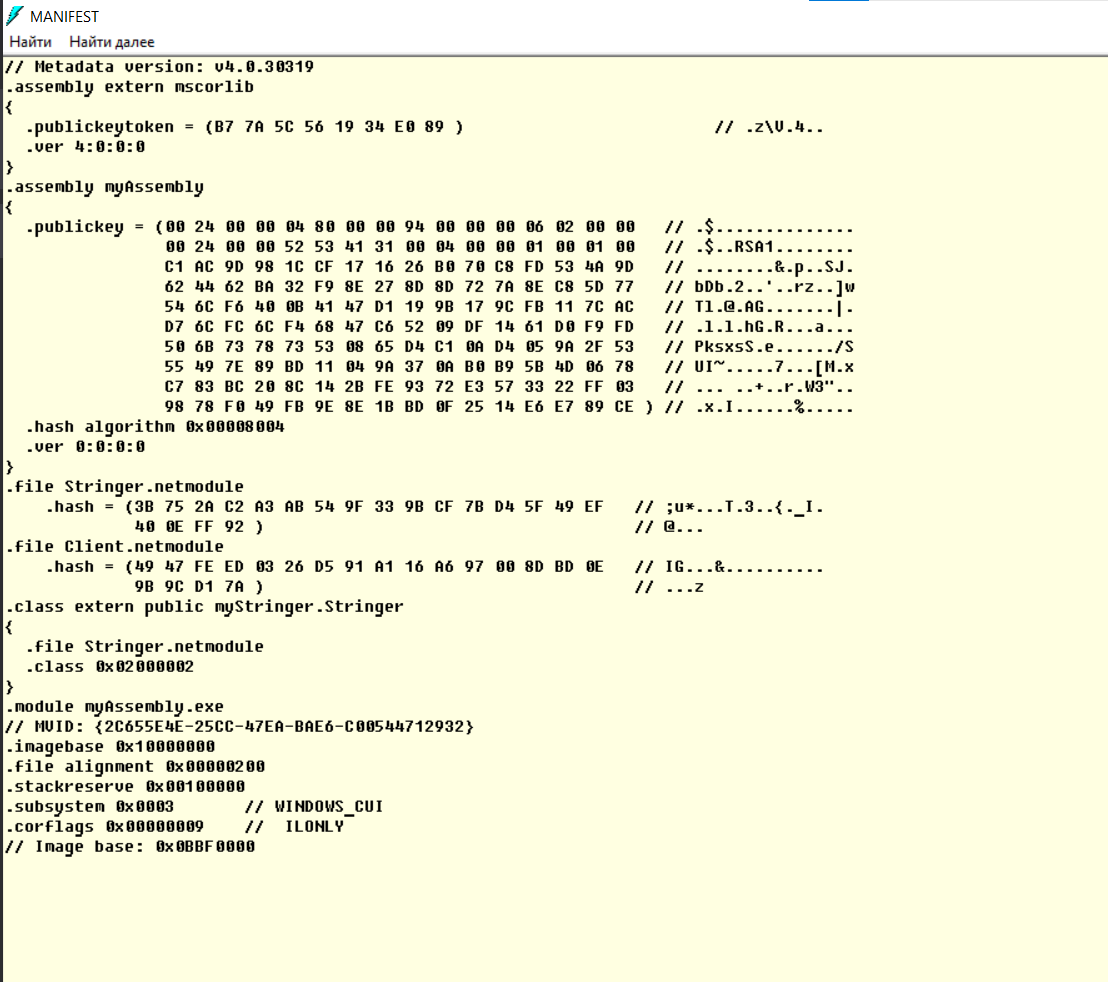 MANIFEST
Найти Найти далее
// Metadata version: v4.0.30319
.assembly extern mscorlib
{
  .publickeytoken = (B7 7A 5C 56 19 34 E0 89 )                         // .z\V.4..
  .ver 4:0:0:0
}
.assembly myAssembly
{
  .publickey = (00 24 00 00 04 80 00 00 94 00 00 00 06 02 00 00   // .$..............
                00 24 00 00 52 53 41 31 00 04 00 00 01 00 01 00   // .$..RSA1........
                C1 AC 9D 98 1C CF 17 16 26 B0 70 C8 FD 53 4A 9D   // ........&.p..SJ.
                62 44 62 BA 32 F9 8E 27 8D 8D 72 7A 8E C8 5D 77   // bDb.2..'..rz..]w
                54 6C F6 40 0B 41 47 D1 19 9B 17 9C FB 11 7C AC   // Tl.@.AG.......|.
                D7 6C FC 6C F4 68 47 C6 52 09 DF 14 61 D0 F9 FD   // .l.l.hG.R...a...
                50 6B 73 78 73 53 08 65 D4 C1 0A D4 05 9A 2F 53   // PksxsS.e....../S
                55 49 7E 89 BD 11 04 9A 37 0A B0 B9 5B 4D 06 78   // UI~.....7...[M.x
                C7 83 BC 20 8C 14 2B FE 93 72 E3 57 33 22 FF 03   // ... ..+..r.W3"..
                98 78 F0 49 FB 9E 8E 1B BD 0F 25 14 E6 E7 89 CE ) // .x.I......%.....
  .hash algorithm 0x00008004
  .ver 0:0:0:0
}
.file Stringer.netmodule
    .hash = (3B 75 2A C2 A3 AB 54 9F 33 9B CF 7B D4 5F 49 EF   // ;u*...T.3..{._I.
             40 0E FF 92 )                                     // @...
.file Client.netmodule
    .hash = (49 47 FE ED 03 26 D5 91 A1 16 A6 97 00 8D BD 0E   // IG...&..........
             9B 9C D1 7A )                                     // ...z
.class extern public myStringer.Stringer
{
  .file Stringer.netmodule
  .class 0x02000002
}
.module myAssembly.exe
// MVID: {2C655E4E-25CC-47EA-BAE6-C00544712932}
.imagebase 0x10000000
.file alignment 0x00000200
.stackreserve 0x00100000
.subsystem 0x0003       // WINDOWS_CUI
.corflags 0x00000009    //  ILONLY
// Image base: 0x0BBF0000